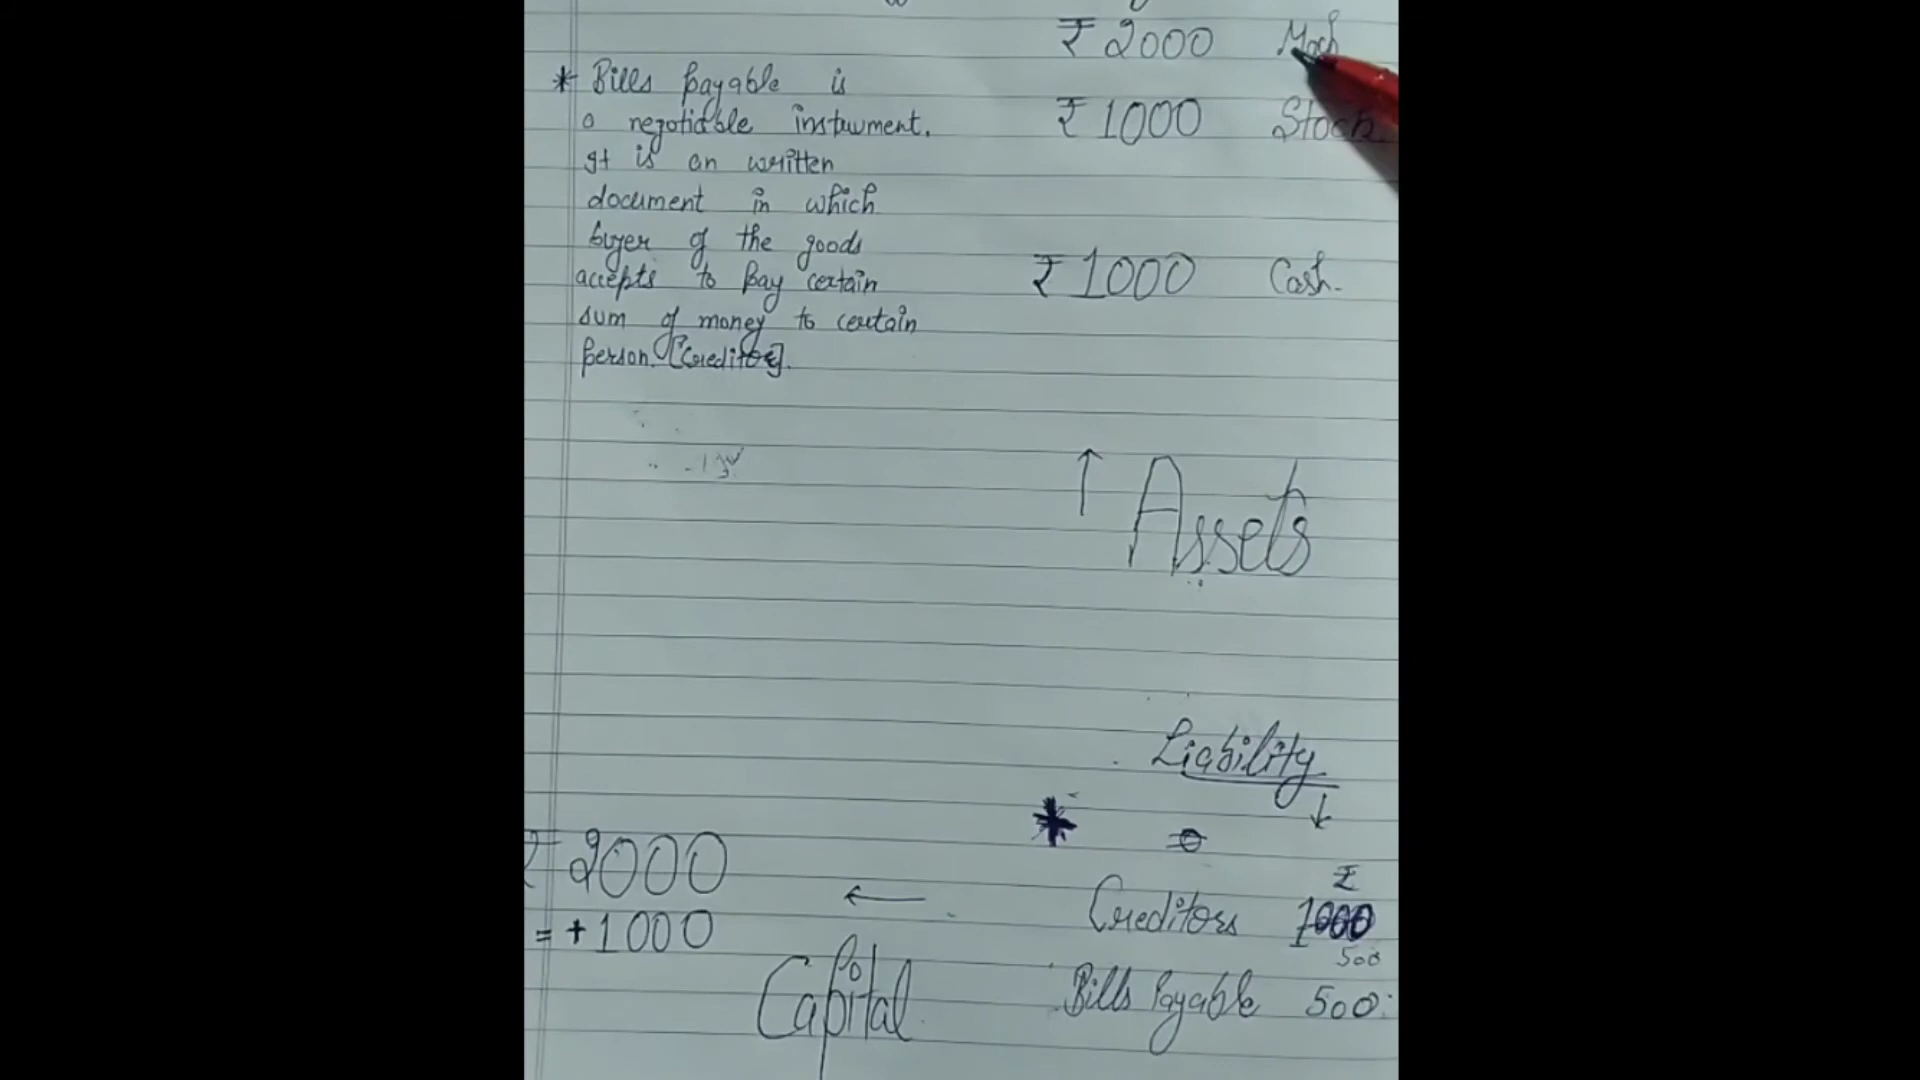 ₹ 2000 Mach
* Bills Payable is
a negotiable instrument.
It is an written
document in which
buyer of the goods
accepts to Pay certain
sum of money to certain
person. [Creditor].
₹ 1000 Stock.
₹ 1000 Cash.
↑ Assets
Liability
↓
*
₹ 2000
= + 1000
←
Capital
₹
Creditors 1000
500
Bills Payable 500